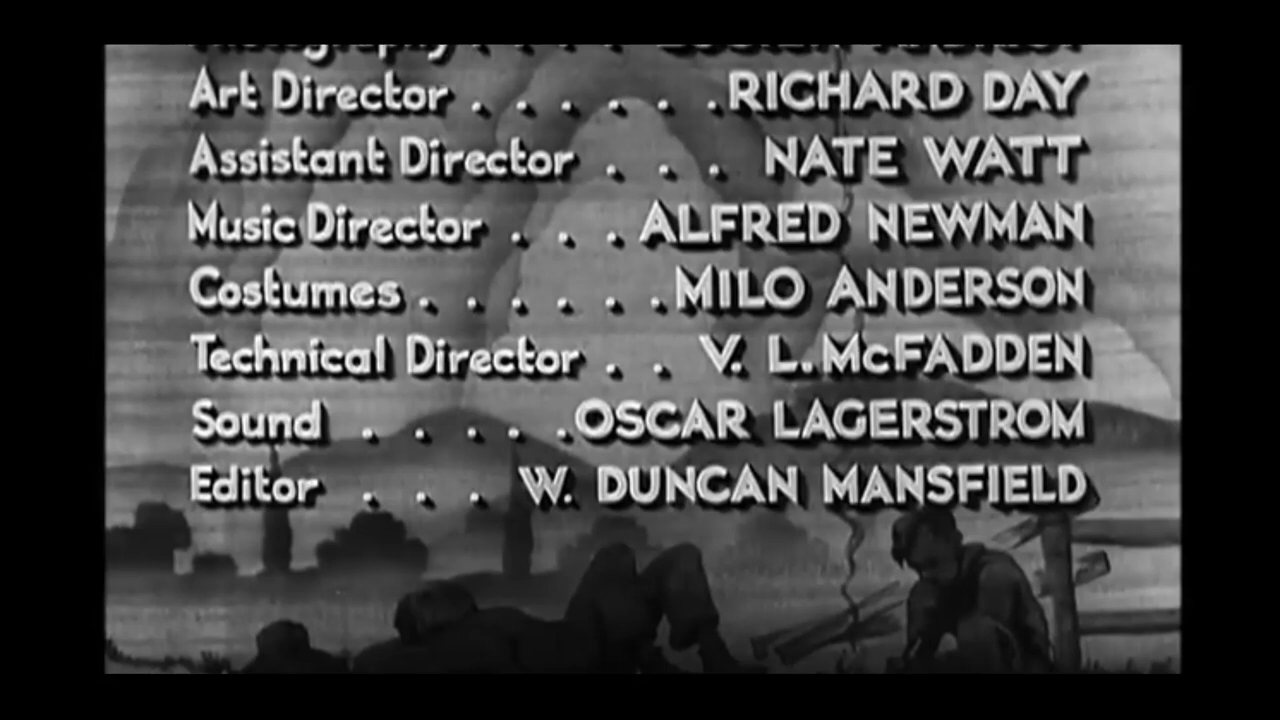 Art Director . . . . . . RICHARD DAY
Assistant Director . . . NATE WATT
Music Director . . . ALFRED NEWMAN
Costumes . . . . . . MILO ANDERSON
Technical Director . . V. L. McFADDEN
Sound . . . . . OSCAR LAGERSTROM
Editor . . . W. DUNCAN MANSFIELD